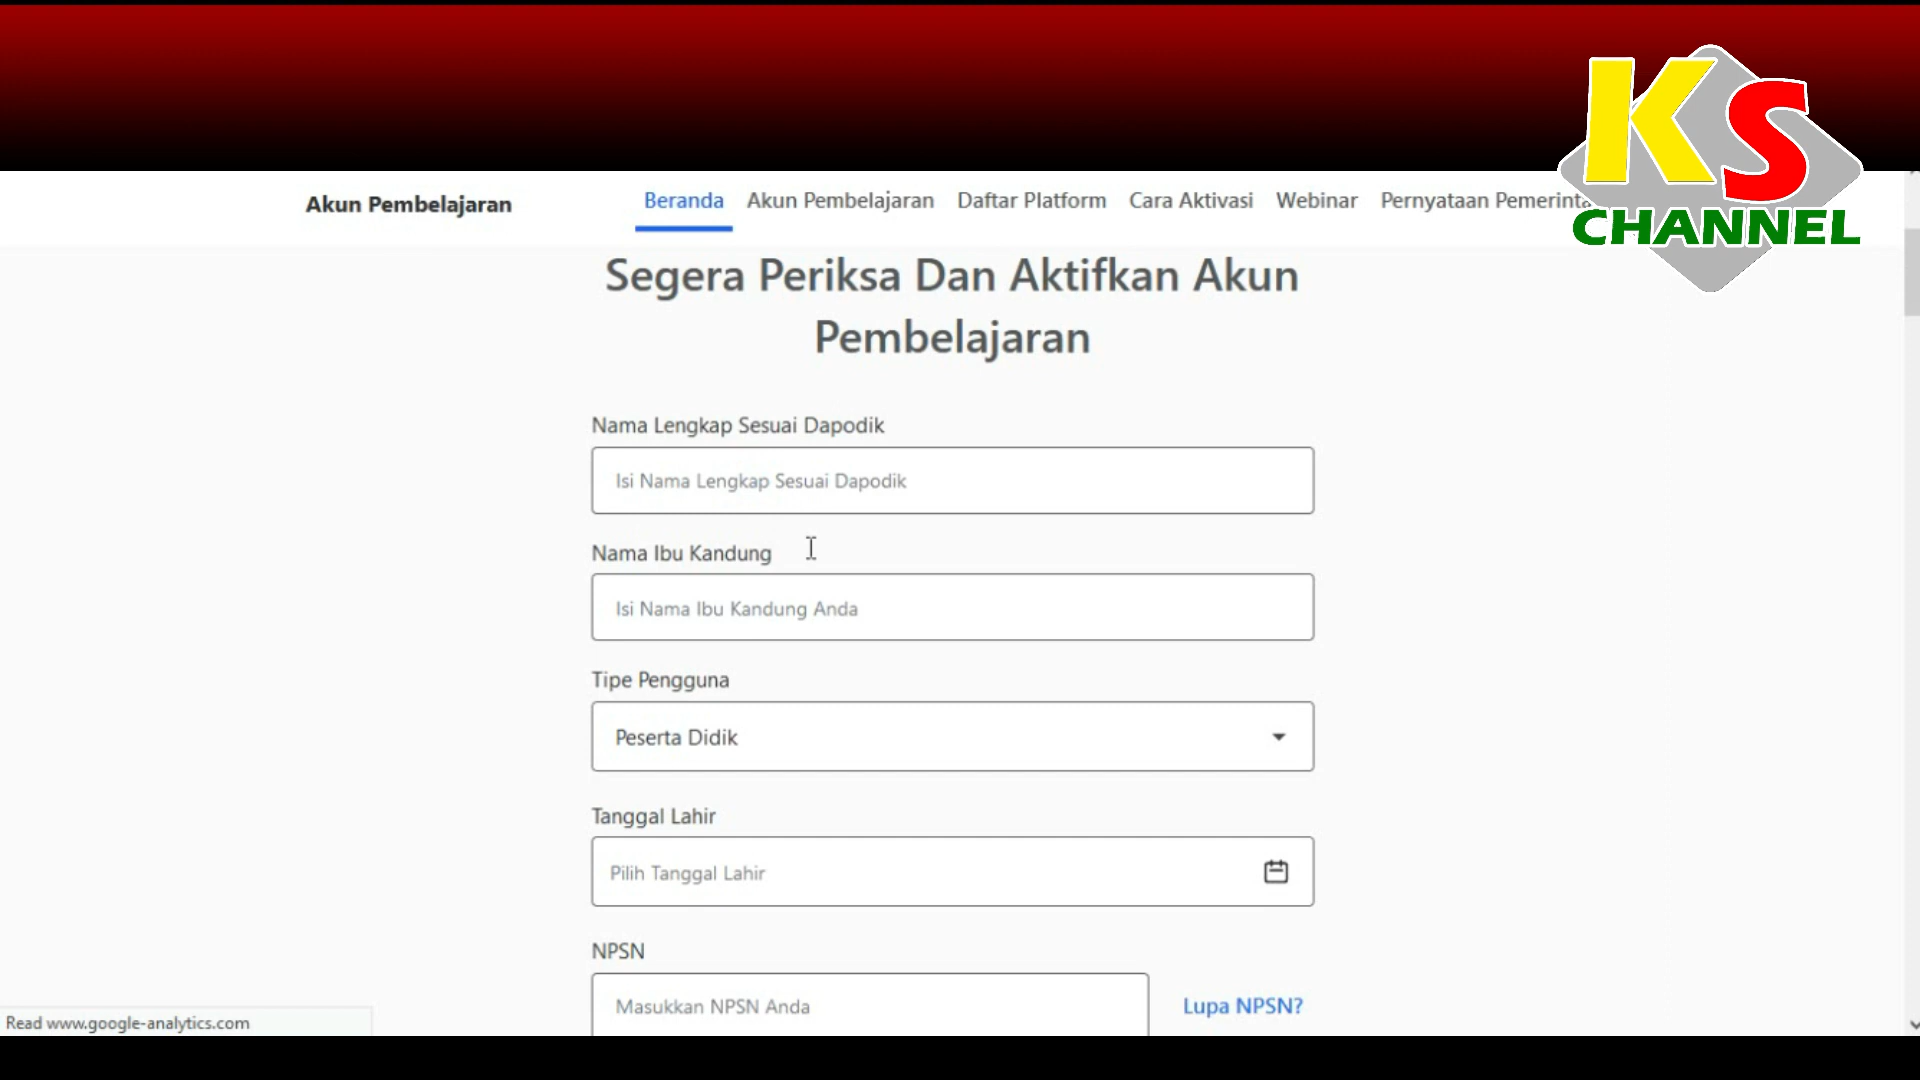 KS
CHANNEL
Akun Pembelajaran
Beranda
Akun Pembelajaran
Daftar Platform
Cara Aktivasi
Webinar
Pernyataan Pemerinta
Segera Periksa Dan Aktifkan Akun
Pembelajaran
Nama Lengkap Sesuai Dapodik
Isi Nama Lengkap Sesuai Dapodik
Nama Ibu Kandung
Isi Nama Ibu Kandung Anda
Tipe Pengguna
Peserta Didik
Tanggal Lahir
Pilih Tanggal Lahir
NPSN
Masukkan NPSN Anda
Lupa NPSN?
Read www.google-analytics.com